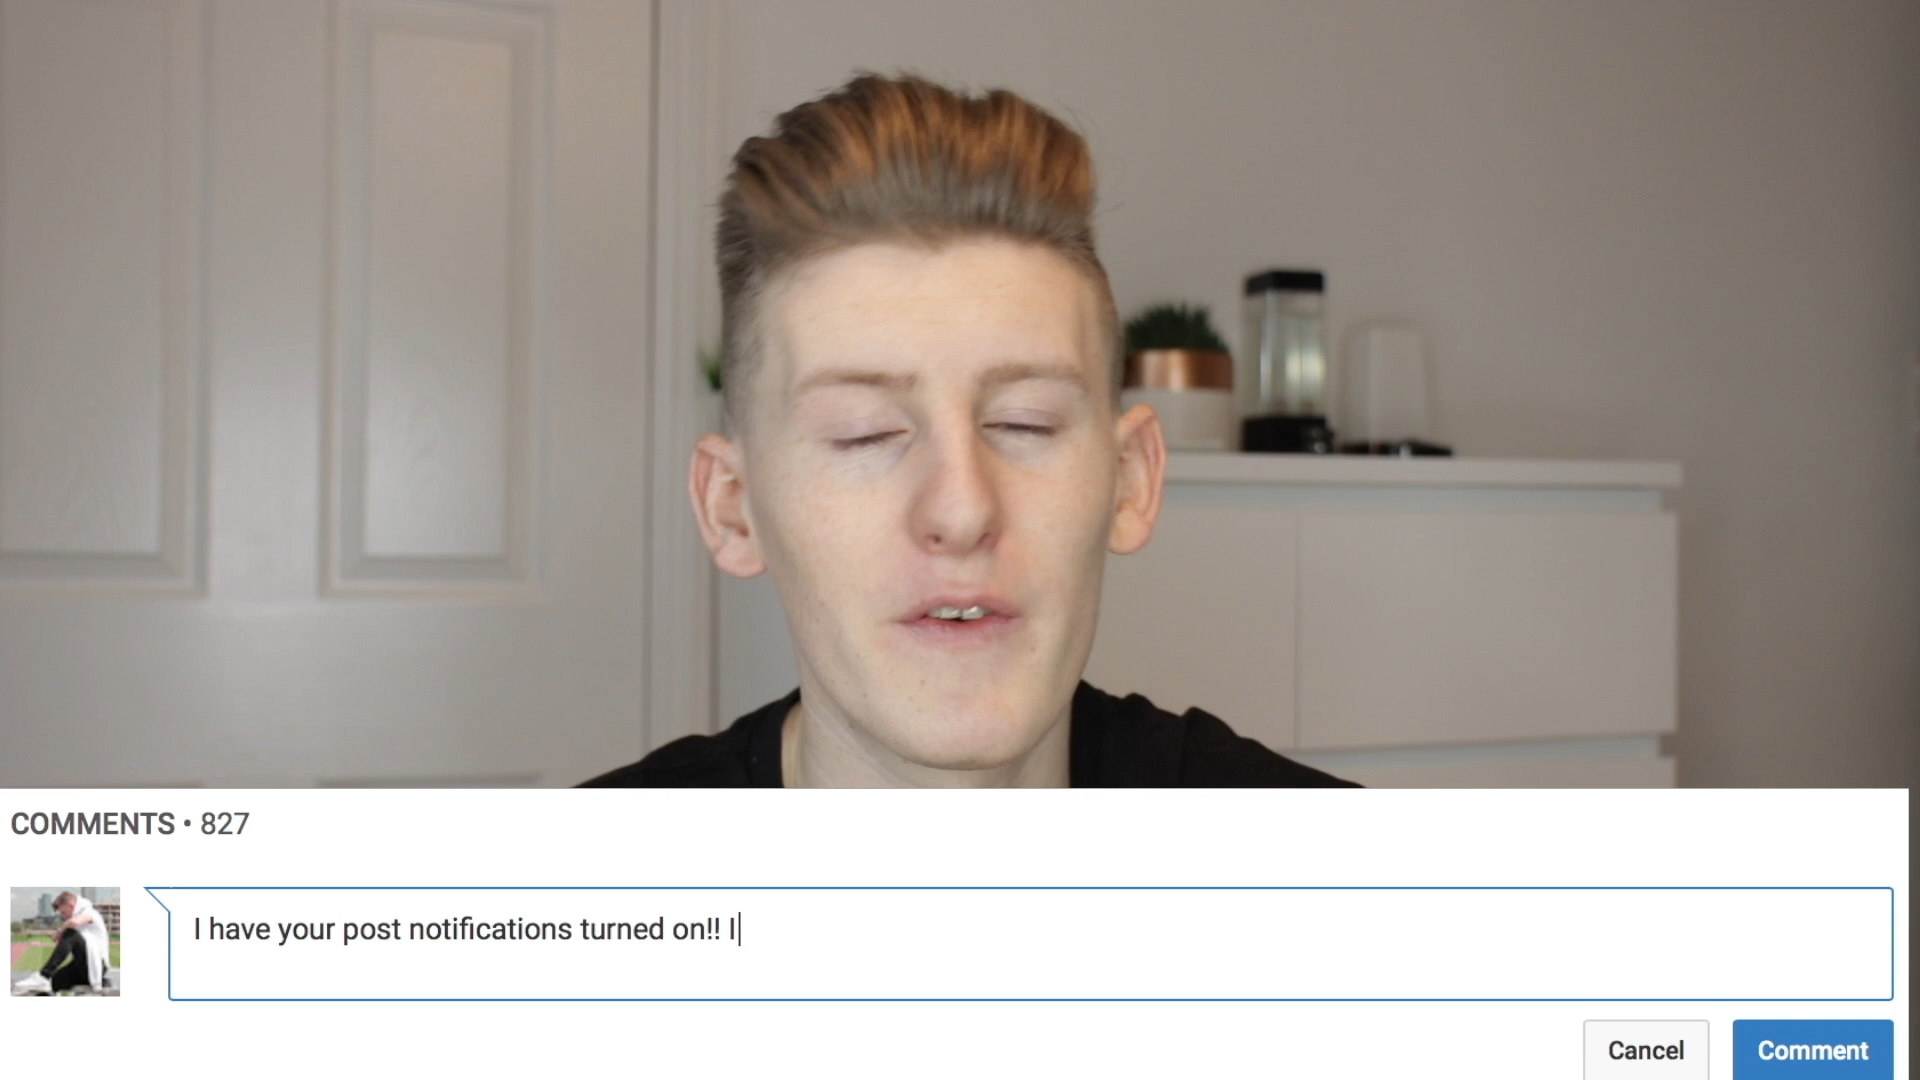 COMMENTS • 827
I have your post notifications turned on!! I
Cancel
Comment